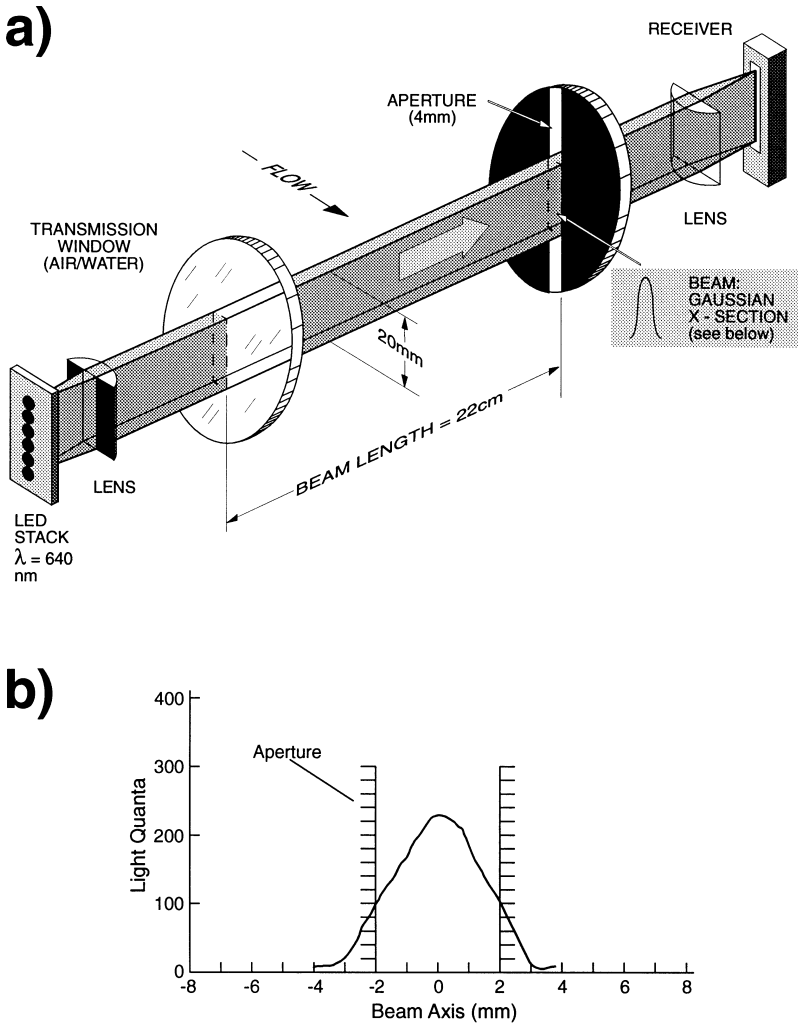 a)
RECEIVER
APERTURE
(4mm)
FLOW
TRANSMISSION
WINDOW
(AIR/WATER)
LENS
BEAM:
GAUSSIAN
X - SECTION
(see below)
20mm
BEAM LENGTH = 22cm
LENS
LED
STACK
λ = 640
nm
b)
400
300
200
100
0
Light Quanta
Aperture
-8 -6 -4 -2 0 2 4 6 8
Beam Axis (mm)